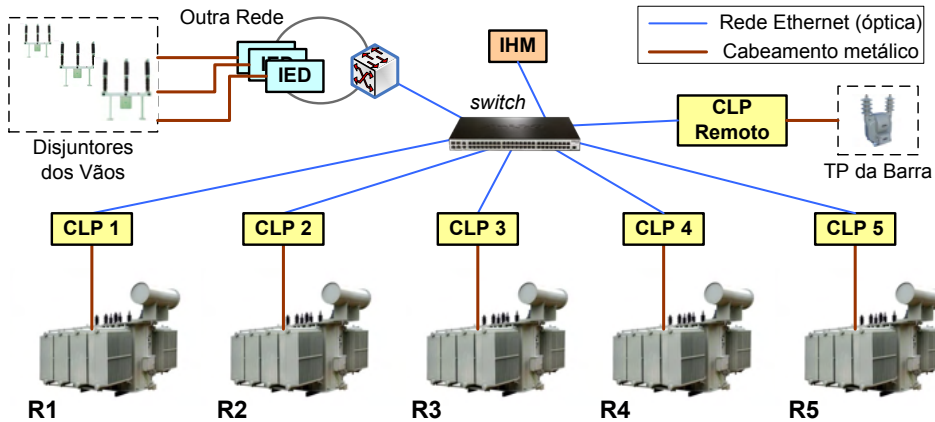 Outra Rede
Rede Ethernet (óptica)
Cabeamento metálico
IED
IED
IHM
switch
CLP
Remoto
Disjuntores
dos Vãos
TP da Barra
CLP 1
CLP 2
CLP 3
CLP 4
CLP 5
R1
R2
R3
R4
R5